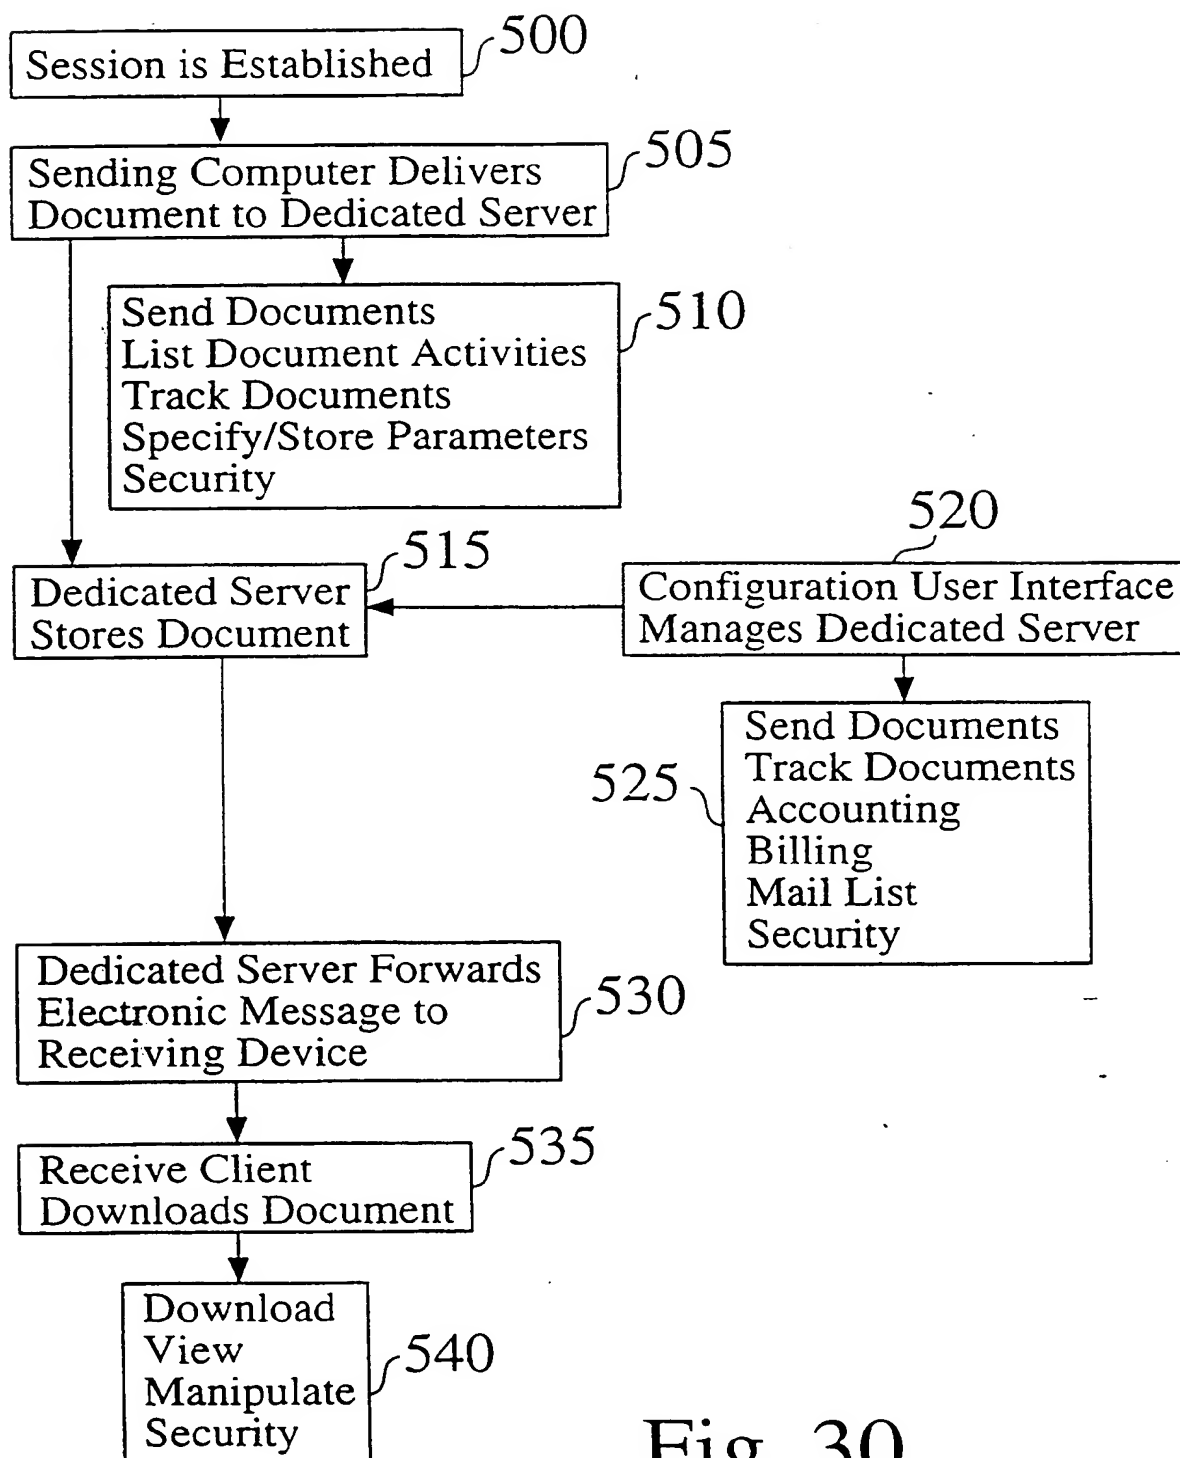 500
Session is Established
505
Sending Computer Delivers
Document to Dedicated Server
510
Send Documents
List Document Activities
Track Documents
Specify/Store Parameters
Security
515
Dedicated Server
Stores Document
520
Configuration User Interface
Manages Dedicated Server
525
Send Documents
Track Documents
Accounting
Billing
Mail List
Security
530
Dedicated Server Forwards
Electronic Message to
Receiving Device
535
Receive Client
Downloads Document
540
Download
View
Manipulate
Security
Fig. 30